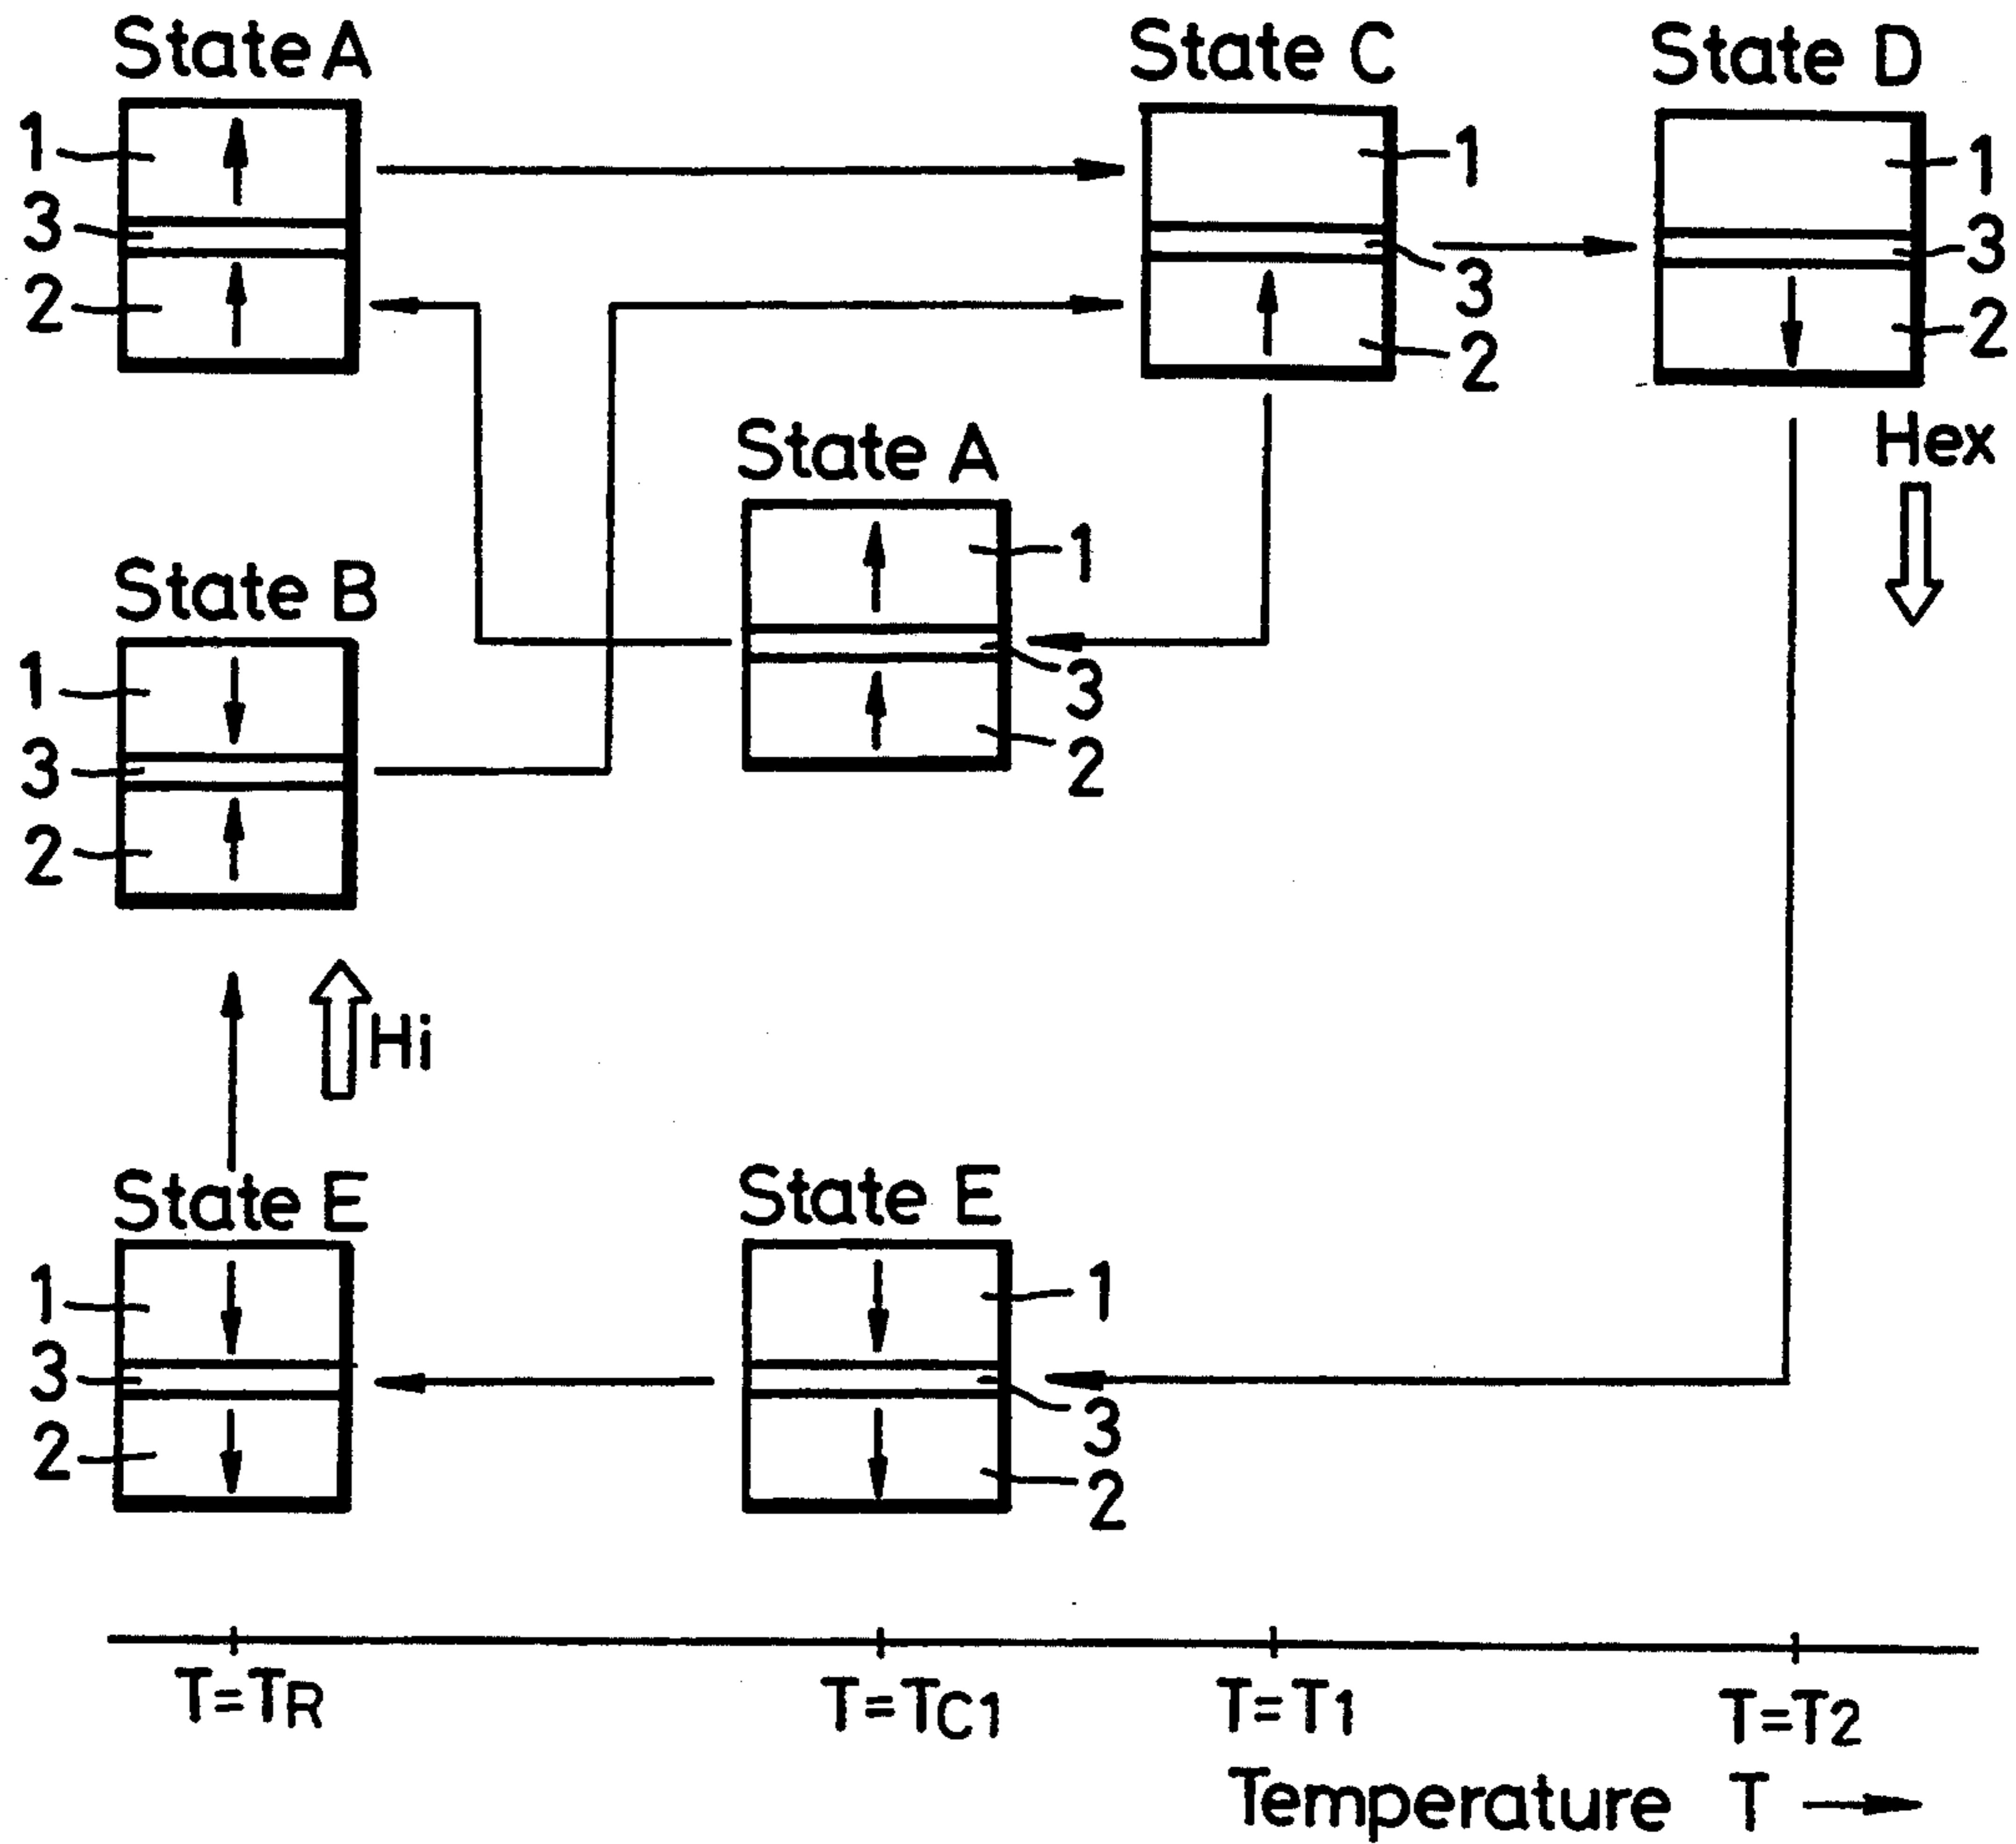 State A
State C
State D
1
3
2
1
3
2
1
3
2
Hex
State A
1
3
2
State B
1
3
2
Hi
State E
State E
1
3
2
1
3
2
T=TR
T=TC1
T=T1
T=T2
Temperature T